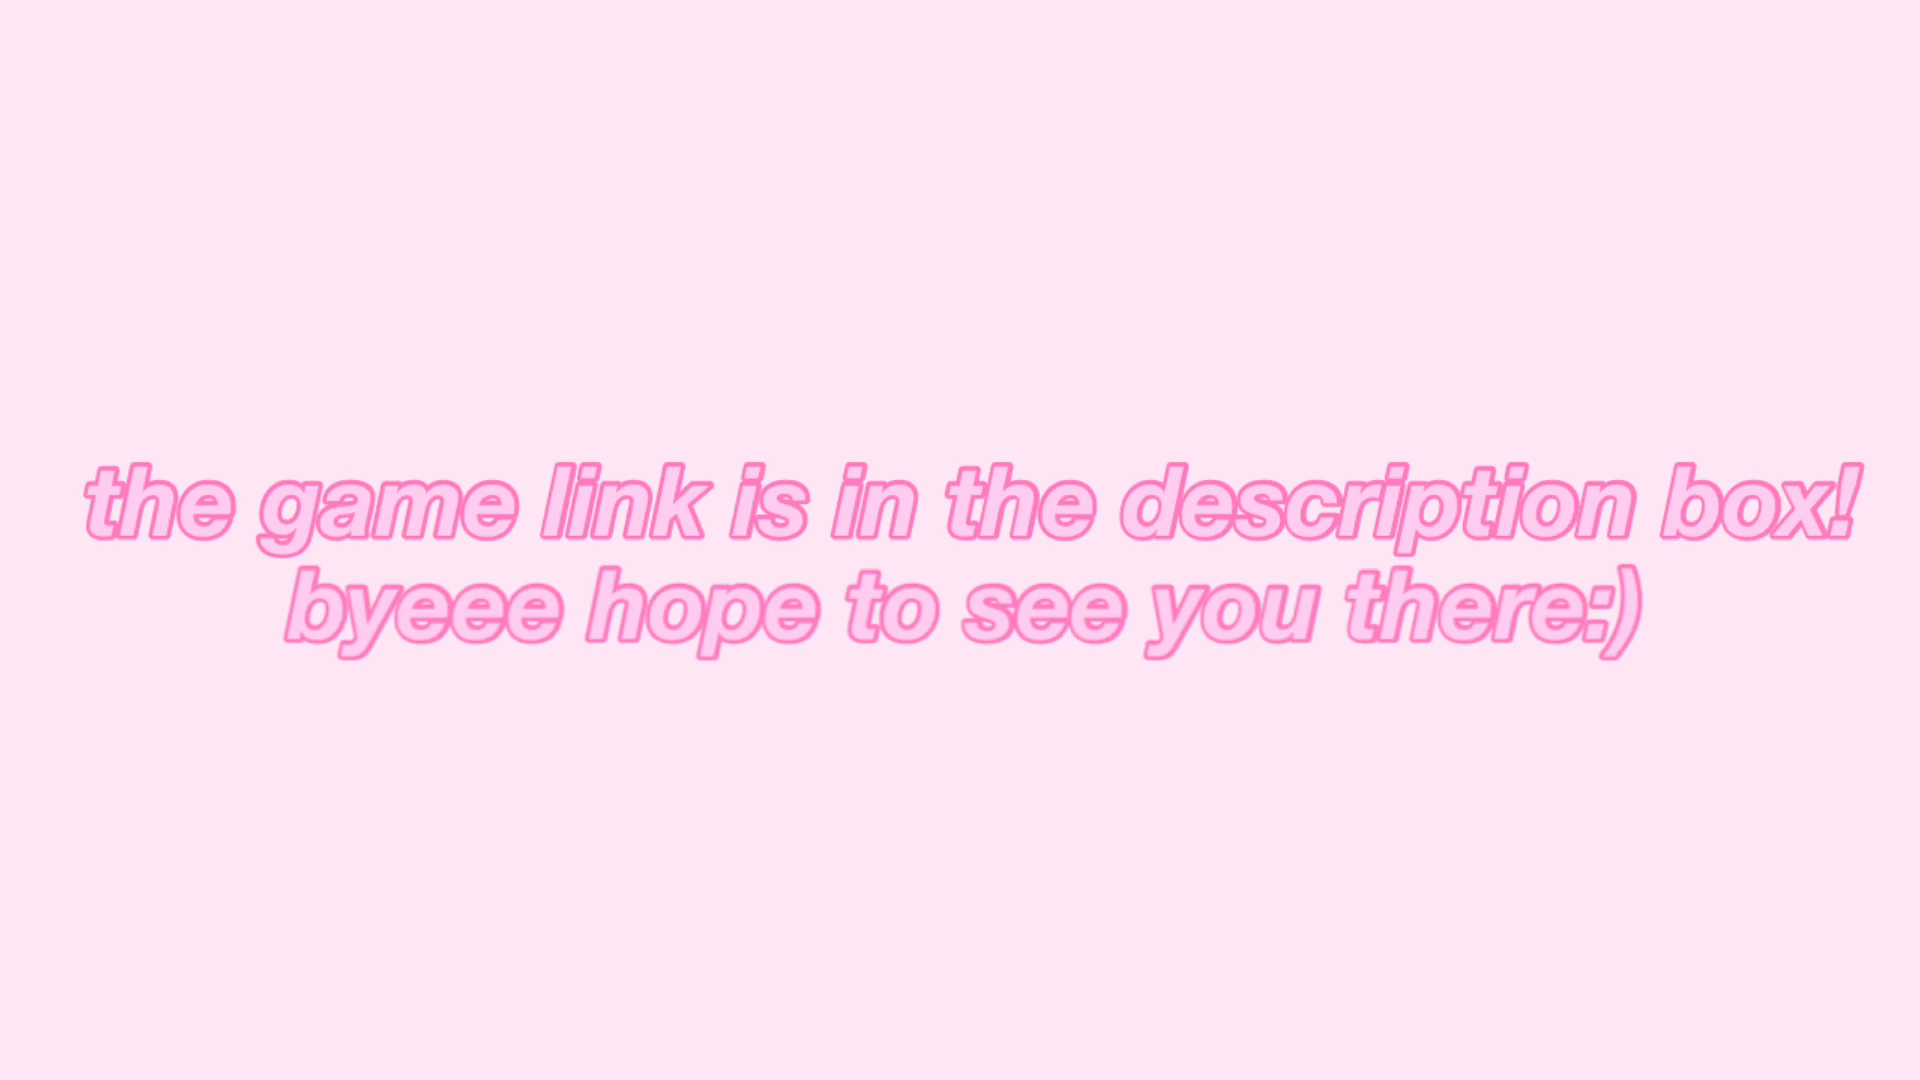 the game link is in the description box!
byeee hope to see you there:)